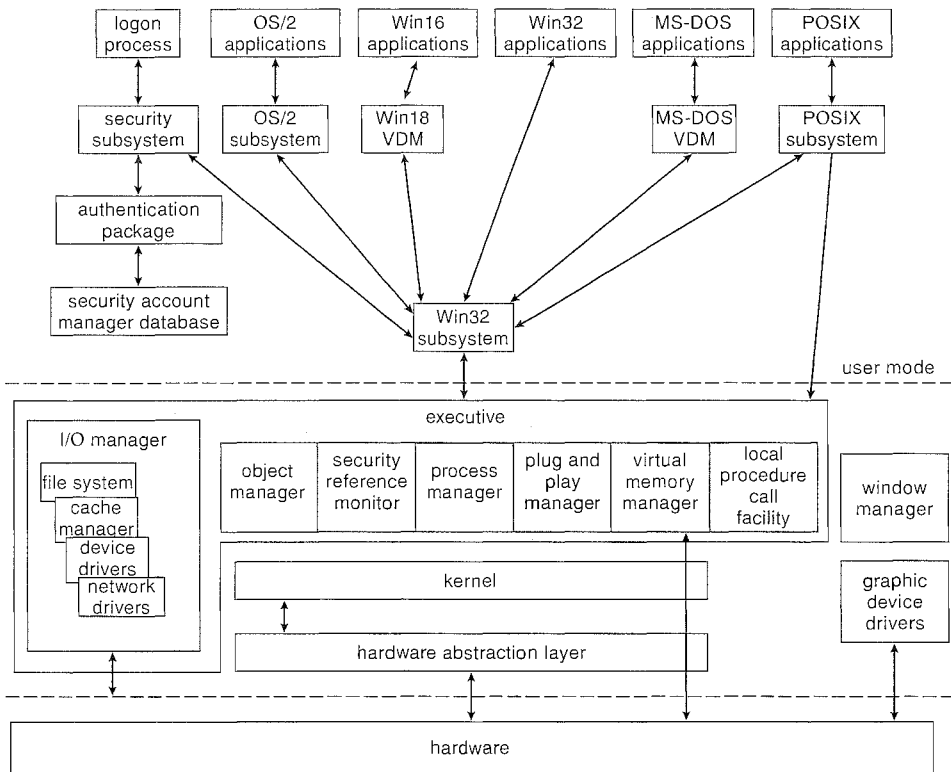 logon
process
OS/2
applications
Win16
applications
Win32
applications
MS-DOS
applications
POSIX
applications
security
subsystem
OS/2
subsystem
Win18
VDM
MS-DOS
VDM
POSIX
subsystem
authentication
package
security account
manager database
Win32
subsystem
user mode
executive
I/O manager
file system
cache
manager
device
drivers
network
drivers
object
manager
security
reference
monitor
process
manager
plug and
play
manager
virtual
memory
manager
local
procedure
call
facility
window
manager
kernel
graphic
device
drivers
hardware abstraction layer
hardware